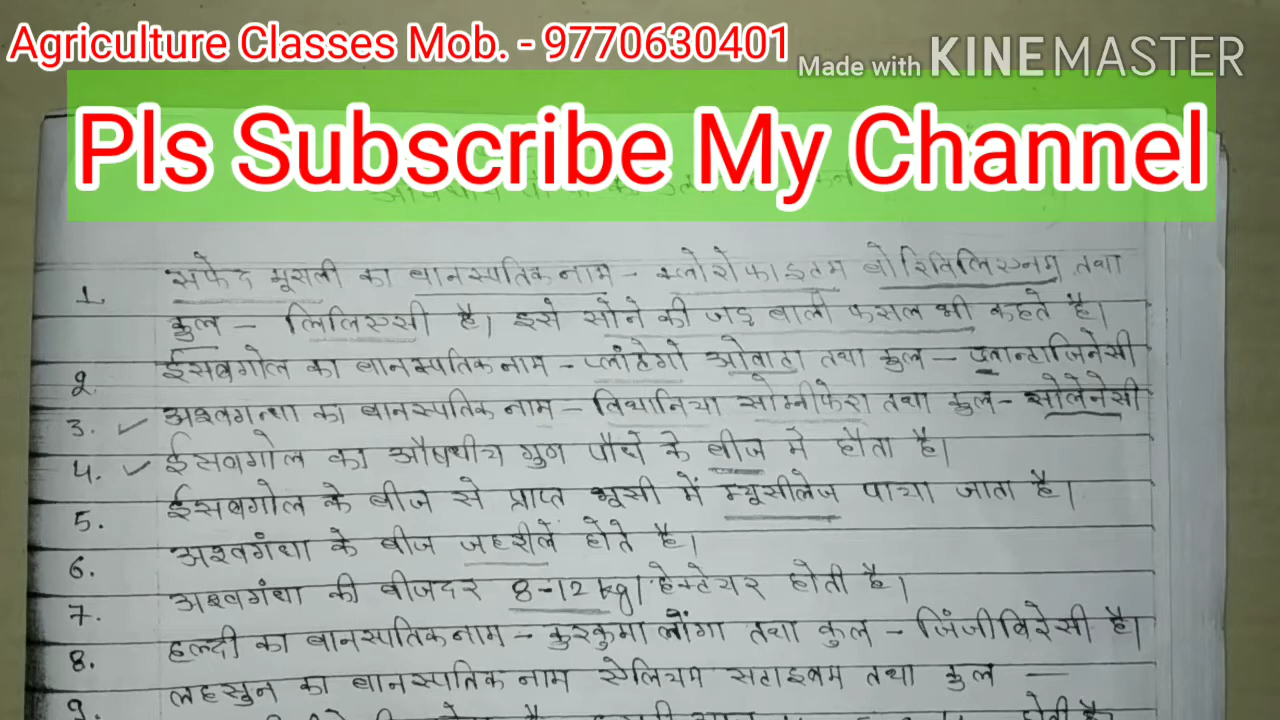 Agriculture Classes Mob. - 9770630401
Made with KINEMASTER
Pls Subscribe My Channel
1. सफेद मूसली का वानस्पतिक नाम - क्लोरोफाइटम बोरिविलिएनम तथा
कुल - लिलिएसी है। इसे सोने की जड़ वाली फसल भी कहते है।
2. ईसबगोल का वानस्पतिक नाम - प्लांटेगो ओवाटा तथा कुल - प्लान्टाजिनेसी
3. अश्वगन्धा का वानस्पतिक नाम - विथानिया सोम्नीफेरा तथा कुल - सोलेनेसी
4. ईसबगोल का औषधीय गुण पौधे के बीज मे होता है।
5. ईसबगोल के बीज से प्राप्त भूसी में म्यूसीलेज पाया जाता है।
6. अश्वगंधा के बीज जहरीले होते है।
7. अश्वगंधा की बीजदर 8-12 kg/हेक्टेयर होती है।
8. हल्दी का वानस्पतिक नाम - कुरकुमा लोंगा तथा कुल - जिंजीबिरेसी है।
9. लहसुन का वानस्पतिक नाम ऐलियम सटाइवम तथा कुल —